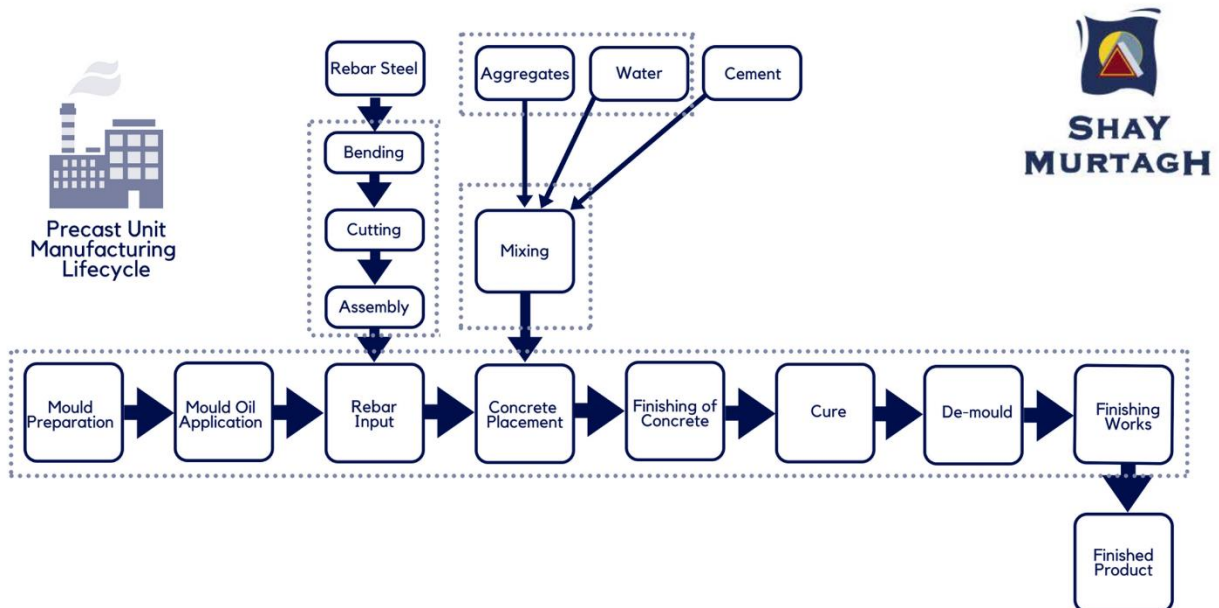 Rebar Steel
Aggregates
Water
Cement
SHAY
MURTAGH
Bending
Precast Unit
Manufacturing
Lifecycle
Cutting
Mixing
Assembly
Mould
Preparation
Mould Oil
Application
Rebar
Input
Concrete
Placement
Finishing of
Concrete
Cure
De-mould
Finishing
Works
Finished
Product